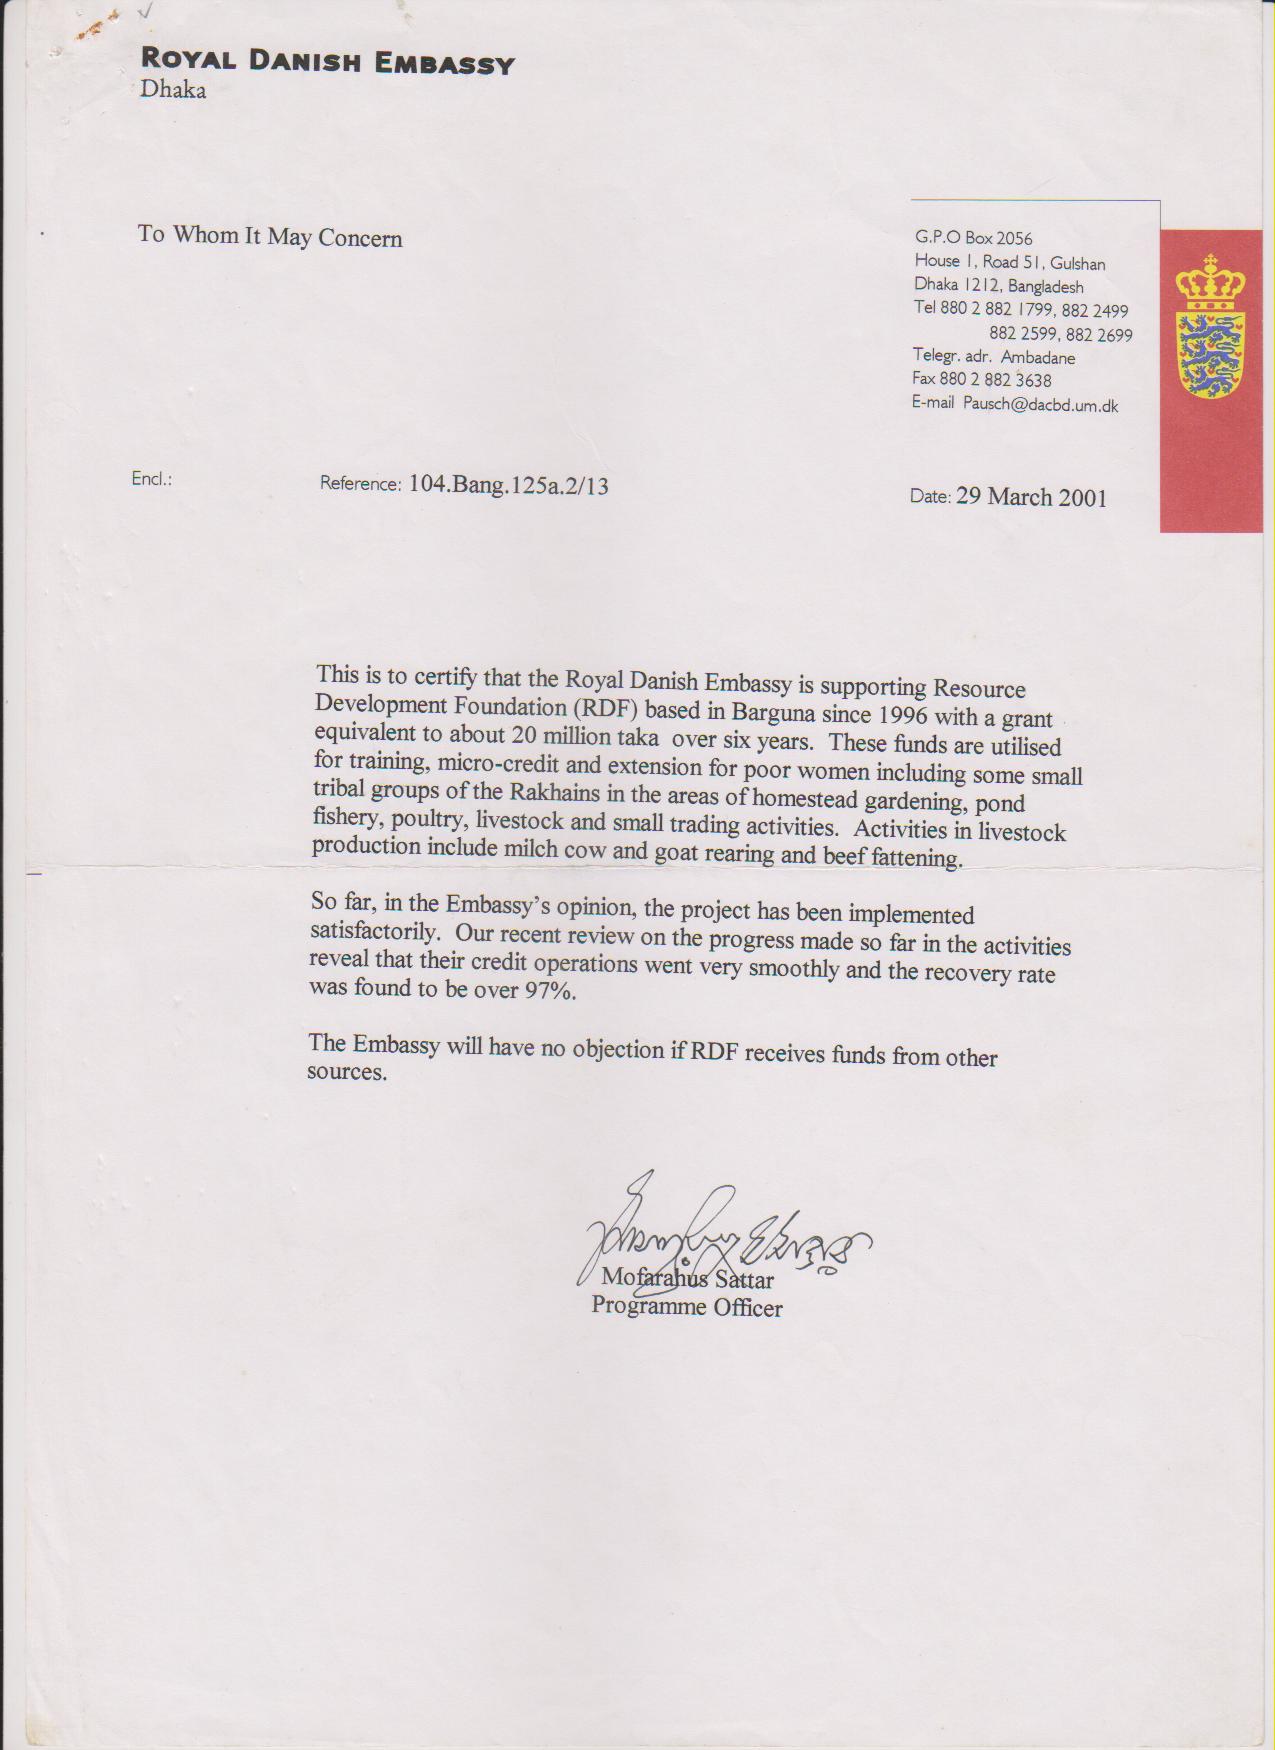 ROYAL DANISH EMBASSY
Dhaka
To Whom It May Concern
G.P.O Box 2056
House 1, Road 51, Gulshan
Dhaka 1212, Bangladesh
Tel 880 2 882 1799, 882 2499
882 2599, 882 2699
Telegr. adr. Ambadane
Fax 880 2 882 3638
E-mail Pausch@dacbd.um.dk
Encl.:
Reference: 104.Bang.125a.2/13
Date: 29 March 2001
This is to certify that the Royal Danish Embassy is supporting Resource
Development Foundation (RDF) based in Barguna since 1996 with a grant
equivalent to about 20 million taka over six years. These funds are utilised
for training, micro-credit and extension for poor women including some small
tribal groups of the Rakhains in the areas of homestead gardening, pond
fishery, poultry, livestock and small trading activities. Activities in livestock
production include milch cow and goat rearing and beef fattening.
So far, in the Embassy's opinion, the project has been implemented
satisfactorily. Our recent review on the progress made so far in the activities
reveal that their credit operations went very smoothly and the recovery rate
was found to be over 97%.
The Embassy will have no objection if RDF receives funds from other
sources.
Mofarahus Sattar
Programme Officer